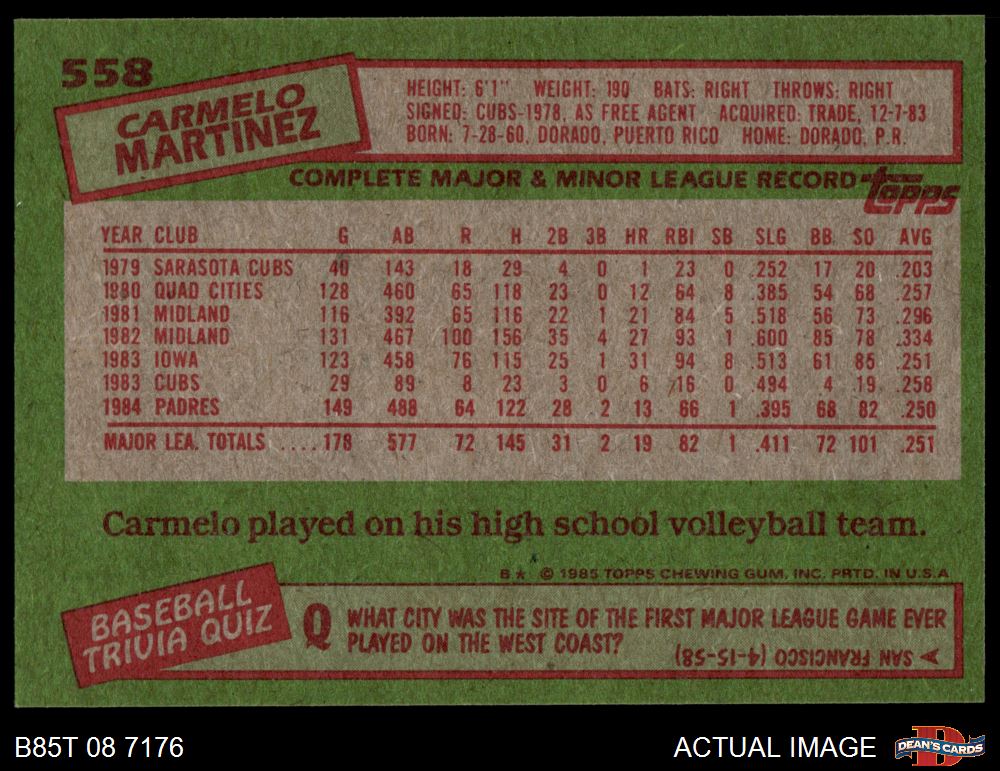 558
CARMELO
MARTINEZ
HEIGHT: 6'1" WEIGHT: 190 BATS: RIGHT THROWS: RIGHT
SIGNED: CUBS-1978, AS FREE AGENT ACQUIRED: TRADE, 12-7-83
BORN: 7-28-60, DORADO, PUERTO RICO HOME: DORADO, P.R.
COMPLETE MAJOR & MINOR LEAGUE RECORD topps
YEAR CLUB G AB R H 2B 3B HR RBI SB SLG BB SO AVG
1979 SARASOTA CUBS 40 143 18 29 4 0 1 23 0 .252 17 20 .203
1980 QUAD CITIES 128 460 65 118 23 0 12 64 8 .385 54 68 .257
1981 MIDLAND 116 392 65 116 22 1 21 84 5 .518 56 73 .296
1982 MIDLAND 131 467 100 156 35 4 27 93 1 .600 85 78 .334
1983 IOWA 123 458 76 115 25 1 31 94 8 .513 61 85 .251
1983 CUBS 29 89 8 23 3 0 6 16 0 .494 4 19 .258
1984 PADRES 149 488 64 122 28 2 13 66 1 .395 68 82 .250
MAJOR LEA. TOTALS ....178 577 72 145 31 2 19 82 1 .411 72 101 .251
Carmelo played on his high school volleyball team.
B★ © 1985 TOPPS CHEWING GUM, INC. PRTD. IN U.S.A
BASEBALL
TRIVIA QUIZ
Q WHAT CITY WAS THE SITE OF THE FIRST MAJOR LEAGUE GAME EVER
PLAYED ON THE WEST COAST?
A SAN FRANCISCO (4-15-58)
B85T 08 7176
ACTUAL IMAGE
D
DEAN'S CARDS